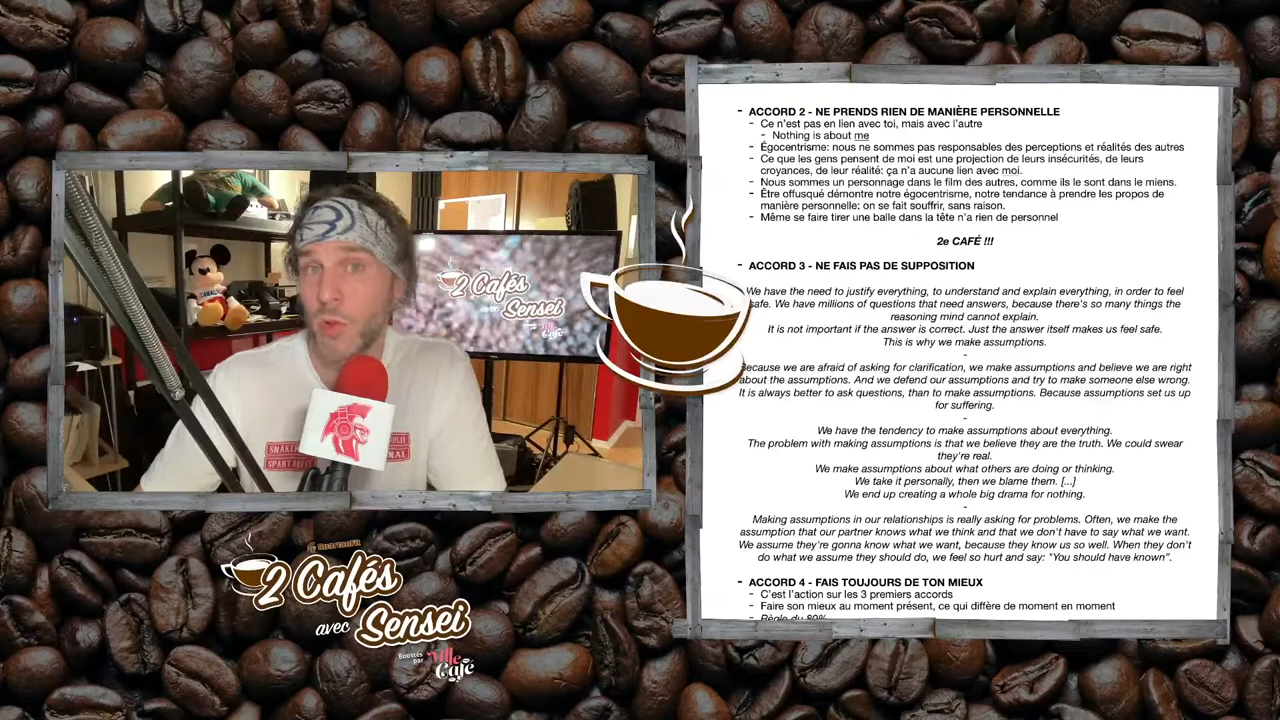 - ACCORD 2 - NE PRENDS RIEN DE MANIÈRE PERSONNELLE
- Ce n'est pas en lien avec toi, mais avec l'autre
- Nothing is about me
- Égocentrisme: nous ne sommes pas responsables des perceptions et réalités des autres
- Ce que les gens pensent de moi est une projection de leurs insécurités, de leurs
croyances, de leur réalité: ça n'a aucune lien avec moi.
- Nous sommes un personnage dans le film des autres, comme ils le sont dans le miens.
- Être offusqué démontre notre égocentrisme, notre tendance à prendre les propos de
manière personnelle: on se fait souffrir, sans raison.
- Même se faire tirer une balle dans la tête n'a rien de personnel
2e CAFÉ !!!
- ACCORD 3 - NE FAIS PAS DE SUPPOSITION
We have the need to justify everything, to understand and explain everything, in order to feel
safe. We have millions of questions that need answers, because there's so many things the
reasoning mind cannot explain.
It is not important if the answer is correct. Just the answer itself makes us feel safe.
This is why we make assumptions.
-
Because we are afraid of asking for clarification, we make assumptions and believe we are right
about the assumptions. And we defend our assumptions and try to make someone else wrong.
It is always better to ask questions, than to make assumptions. Because assumptions set us up
for suffering.
-
We have the tendency to make assumptions about everything.
The problem with making assumptions is that we believe they are the truth. We could swear
they're real.
We make assumptions about what others are doing or thinking.
We take it personally, then we blame them. [...]
We end up creating a whole big drama for nothing.
-
Making assumptions in our relationships is really asking for problems. Often, we make the
assumption that our partner knows what we think and that we don't have to say what we want.
We assume they're gonna know what we want, because they know us so well. When they don't
do what we assume they should do, we feel so hurt and say: "You should have known".
- ACCORD 4 - FAIS TOUJOURS DE TON MIEUX
- C'est l'action sur les 3 premiers accords
- Faire son mieux au moment présent, ce qui diffère de moment en moment
- Règle du 80%
2 Cafés
Sensei
SpartanFit
2 Cafés
avec Sensei
Boostés
par
Ville
Café